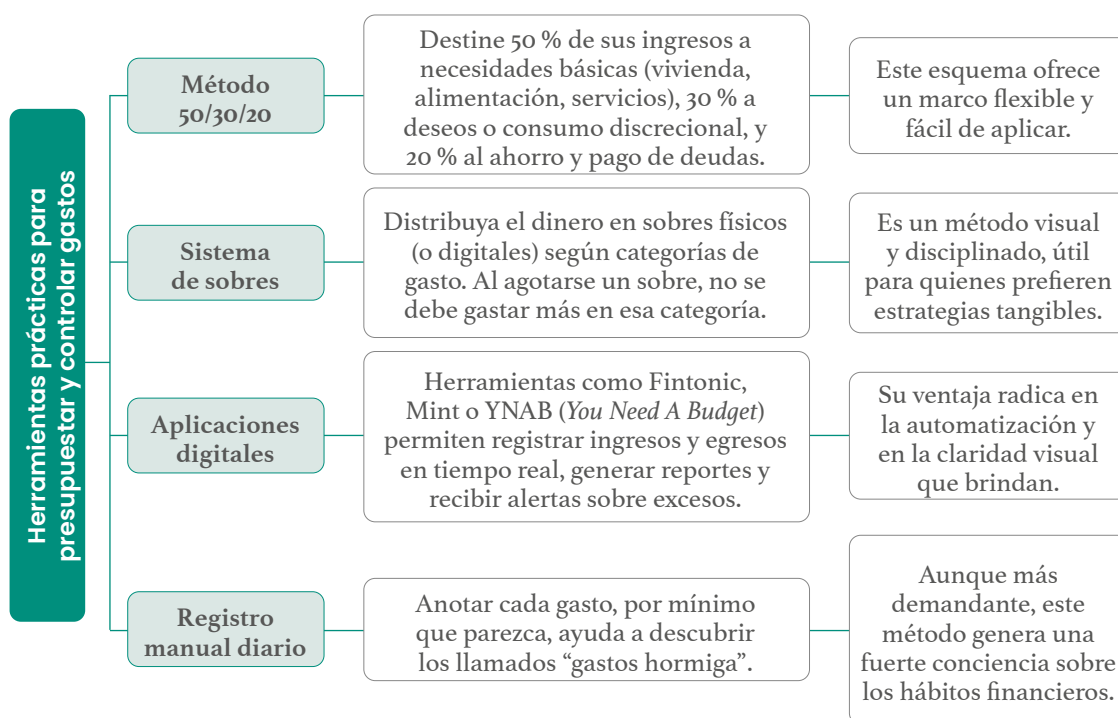 Herramientas prácticas para
presupuestar y controlar gastos
Método
50/30/20
Destine 50 % de sus ingresos a
necesidades básicas (vivienda,
alimentación, servicios), 30 % a
deseos o consumo discrecional, y
20 % al ahorro y pago de deudas.
Este esquema ofrece
un marco flexible y
fácil de aplicar.
Sistema
de sobres
Distribuya el dinero en sobres físicos
(o digitales) según categorías de
gasto. Al agotarse un sobre, no se
debe gastar más en esa categoría.
Es un método visual
y disciplinado, útil
para quienes prefieren
estrategias tangibles.
Aplicaciones
digitales
Herramientas como Fintonic,
Mint o YNAB (You Need A Budget)
permiten registrar ingresos y egresos
en tiempo real, generar reportes y
recibir alertas sobre excesos.
Su ventaja radica en
la automatización y
en la claridad visual
que brindan.
Registro
manual diario
Anotar cada gasto, por mínimo
que parezca, ayuda a descubrir
los llamados “gastos hormiga”.
Aunque más
demandante, este
método genera una
fuerte conciencia sobre
los hábitos financieros.